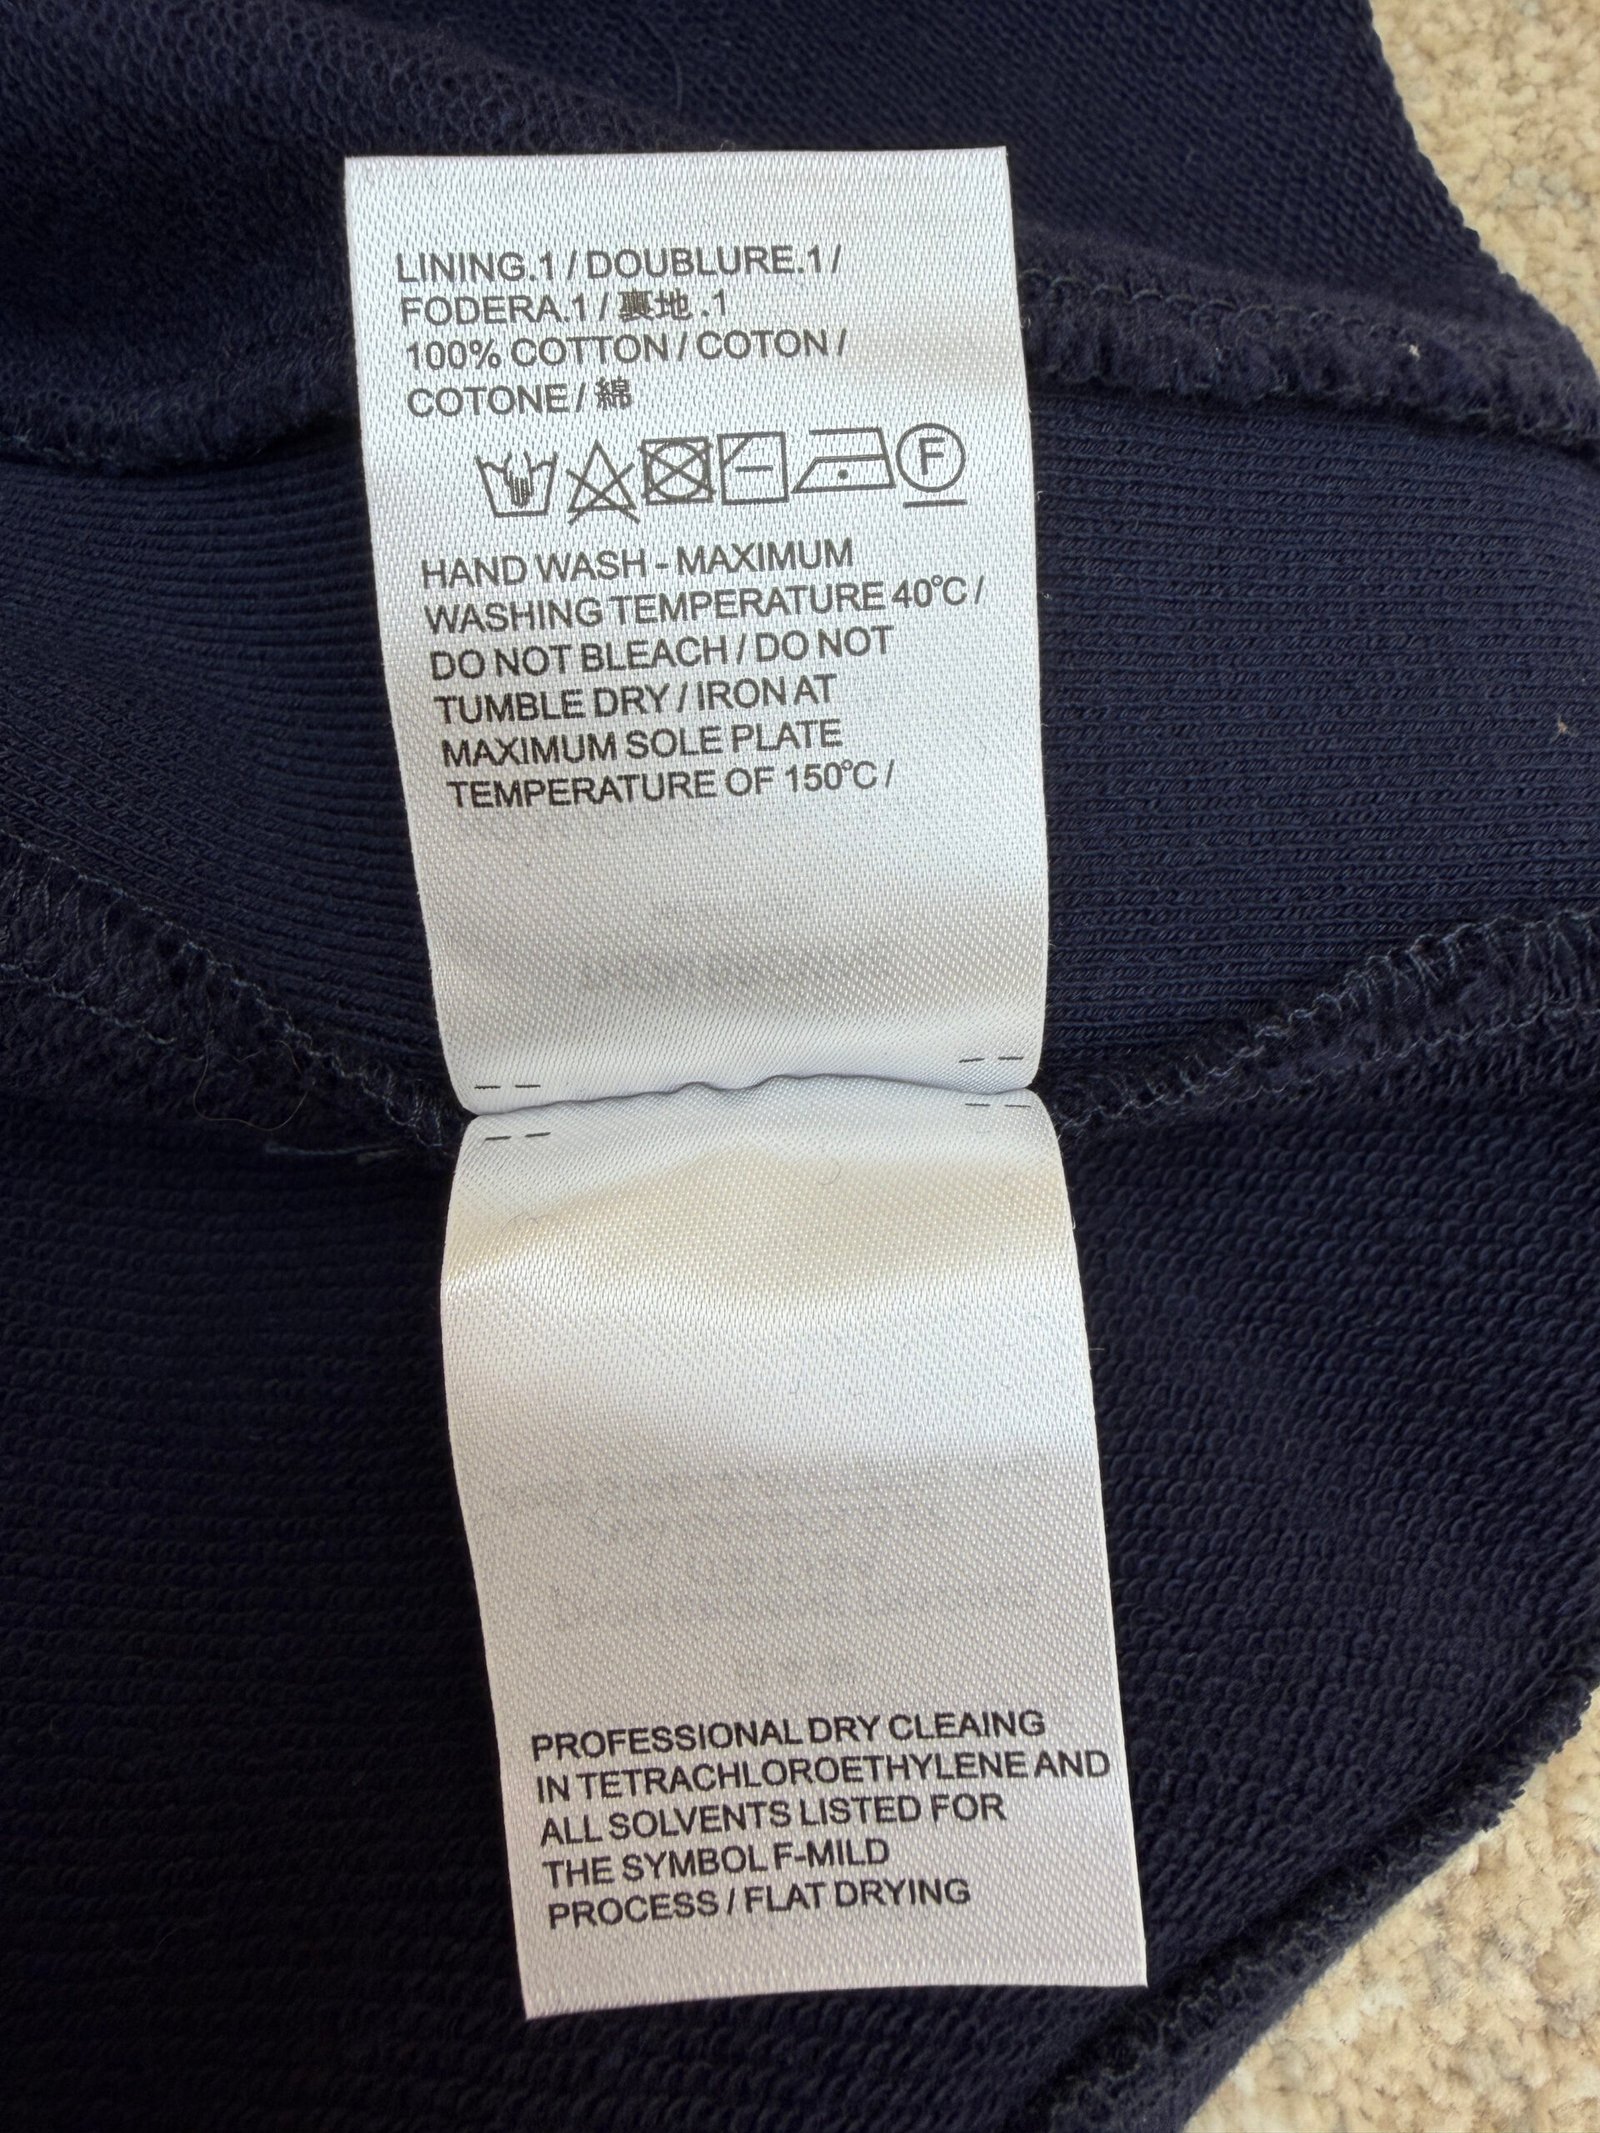 LINING.1 / DOUBLURE.1 /
FODERA.1 / 裏地 .1
100% COTTON / COTON /
COTONE / 綿
F
HAND WASH - MAXIMUM
WASHING TEMPERATURE 40°C /
DO NOT BLEACH / DO NOT
TUMBLE DRY / IRON AT
MAXIMUM SOLE PLATE
TEMPERATURE OF 150°C /
PROFESSIONAL DRY CLEAING
IN TETRACHLOROETHYLENE AND
ALL SOLVENTS LISTED FOR
THE SYMBOL F-MILD
PROCESS / FLAT DRYING